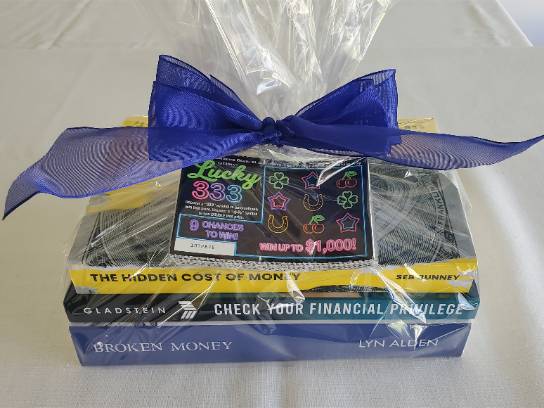 Lucky
333
9 CHANCES
TO WIN!
WIN UP TO $1,000!
THE HIDDEN COST OF MONEY SEB BUNNEY
GLADSTEIN CHECK YOUR FINANCIAL PRIVILEGE
BROKEN MONEY LYN ALDEN